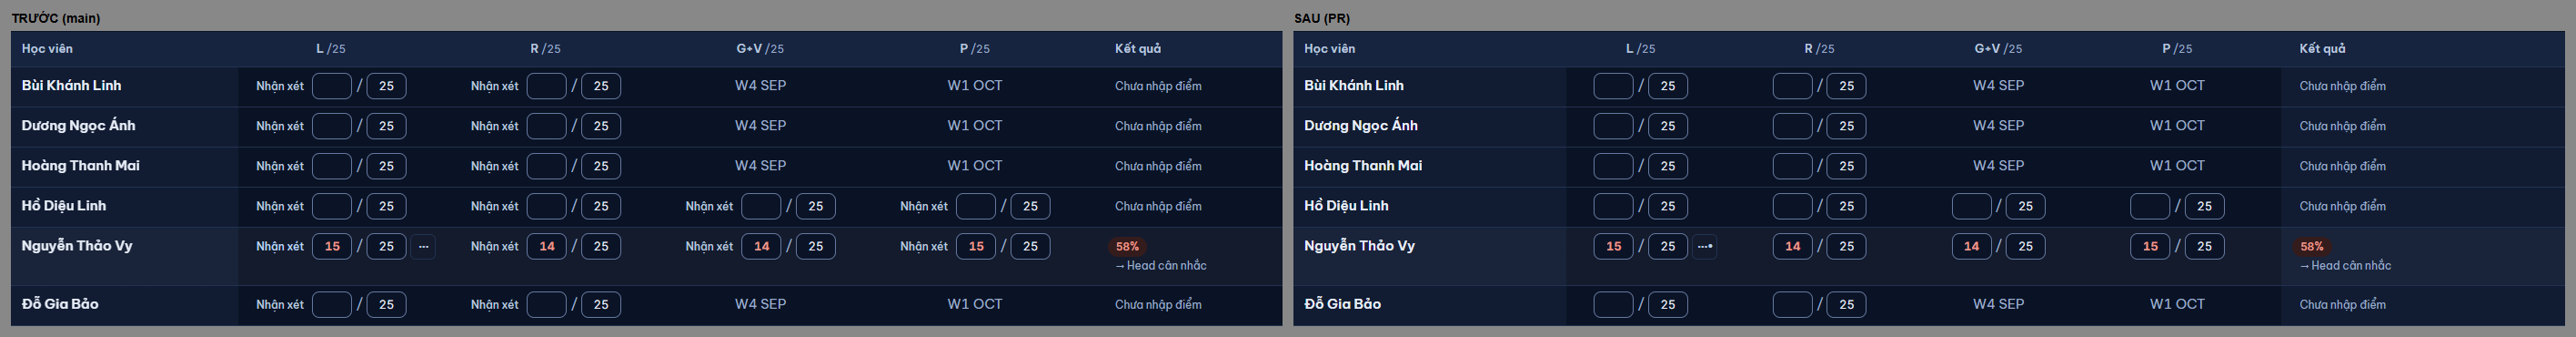 TRƯỚC (main)
Học viên L /25 R /25 G+V /25 P /25 Kết quả
Bùi Khánh Linh Nhận xét / 25 Nhận xét / 25 W4 SEP W1 OCT Chưa nhập điểm
Dương Ngọc Ánh Nhận xét / 25 Nhận xét / 25 W4 SEP W1 OCT Chưa nhập điểm
Hoàng Thanh Mai Nhận xét / 25 Nhận xét / 25 W4 SEP W1 OCT Chưa nhập điểm
Hồ Diệu Linh Nhận xét / 25 Nhận xét / 25 Nhận xét / 25 Nhận xét / 25 Chưa nhập điểm
Nguyễn Thảo Vy Nhận xét 15 / 25 ... Nhận xét 14 / 25 Nhận xét 14 / 25 Nhận xét 15 / 25 58%
→ Head cân nhắc
Đỗ Gia Bảo Nhận xét / 25 Nhận xét / 25 W4 SEP W1 OCT Chưa nhập điểm
SAU (PR)
Học viên L /25 R /25 G+V /25 P /25 Kết quả
Bùi Khánh Linh / 25 / 25 W4 SEP W1 OCT Chưa nhập điểm
Dương Ngọc Ánh / 25 / 25 W4 SEP W1 OCT Chưa nhập điểm
Hoàng Thanh Mai / 25 / 25 W4 SEP W1 OCT Chưa nhập điểm
Hồ Diệu Linh / 25 / 25 / 25 / 25 Chưa nhập điểm
Nguyễn Thảo Vy 15 / 25 ...• 14 / 25 14 / 25 15 / 25 58%
→ Head cân nhắc
Đỗ Gia Bảo / 25 / 25 W4 SEP W1 OCT Chưa nhập điểm